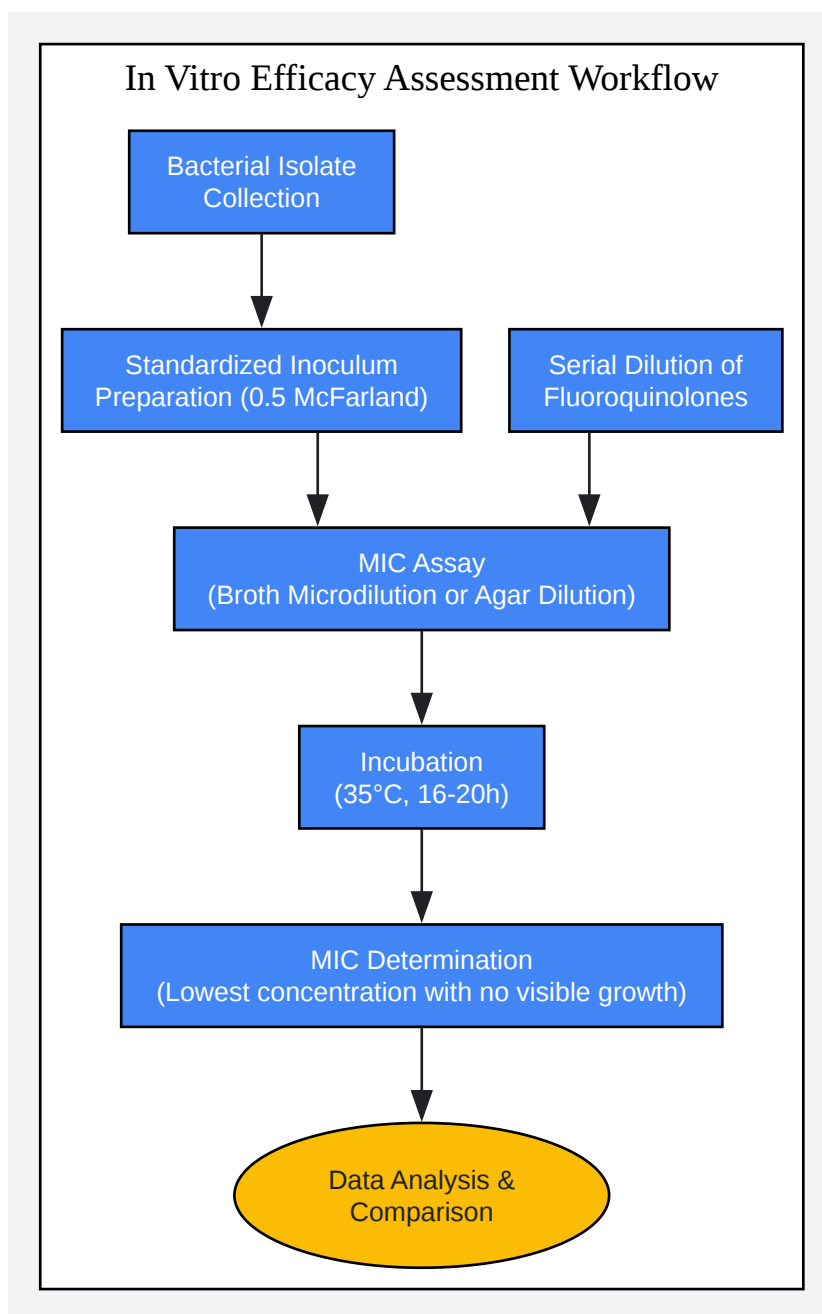 In Vitro Efficacy Assessment Workflow
Bacterial Isolate
Collection
Standardized Inoculum
Preparation (0.5 McFarland)
Serial Dilution of
Fluoroquinolones
MIC Assay
(Broth Microdilution or Agar Dilution)
Incubation
(35°C, 16-20h)
MIC Determination
(Lowest concentration with no visible growth)
Data Analysis &
Comparison